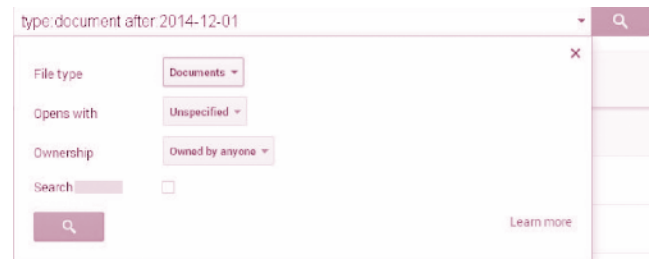 type:document after:2014-12-01
File type Documents
Opens with Unspecified
Ownership Owned by anyone
Search
Learn more